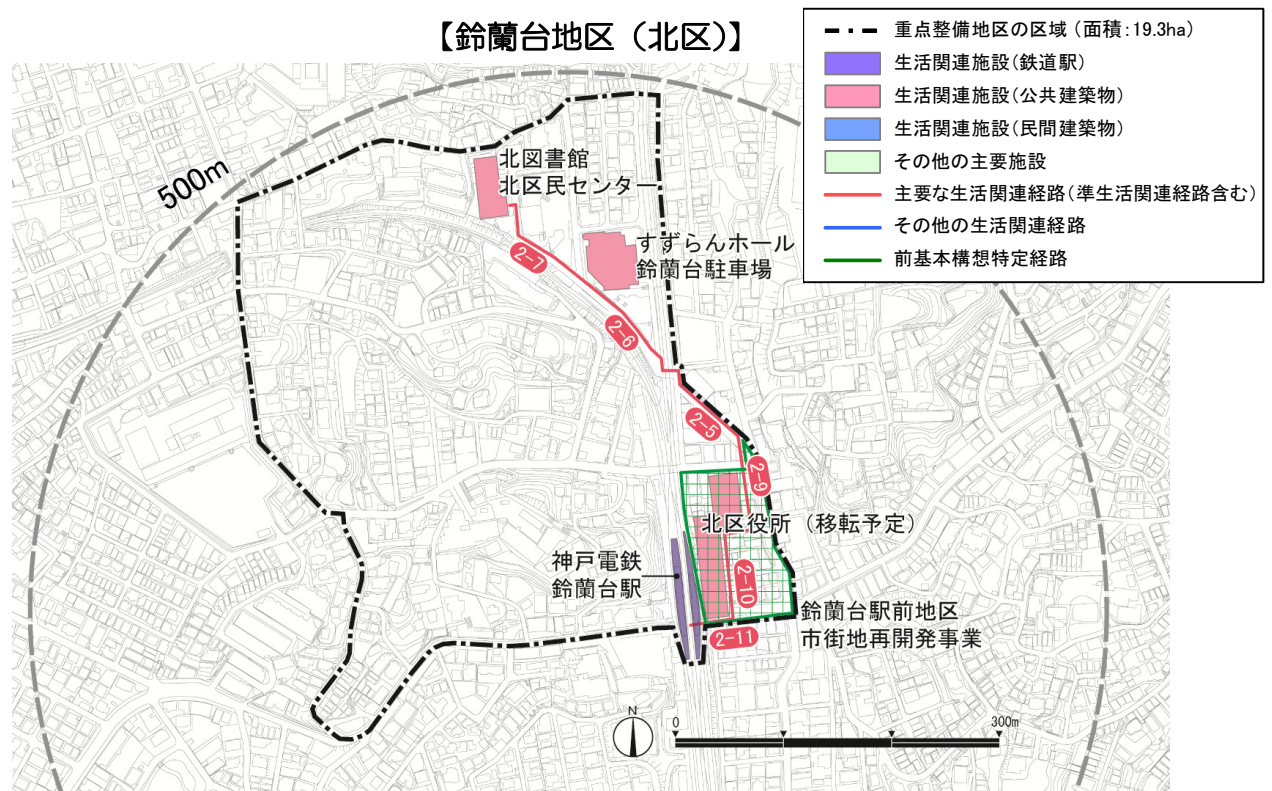 【鈴蘭台地区（北区）】
重点整備地区の区域（面積：19.3ha）
生活関連施設（鉄道駅）
生活関連施設（公共建築物）
生活関連施設（民間建築物）
その他の主要施設
主要な生活関連経路（準生活関連経路含む）
その他の生活関連経路
前基本構想特定経路
500m
北図書館
北区民センター
すずらんホール
鈴蘭台駐車場
2-7
2-6
2-5
2-9
北区役所（移転予定）
神戸電鉄
鈴蘭台駅
2-10
鈴蘭台駅前地区
市街地再開発事業
2-11
N
0
300m